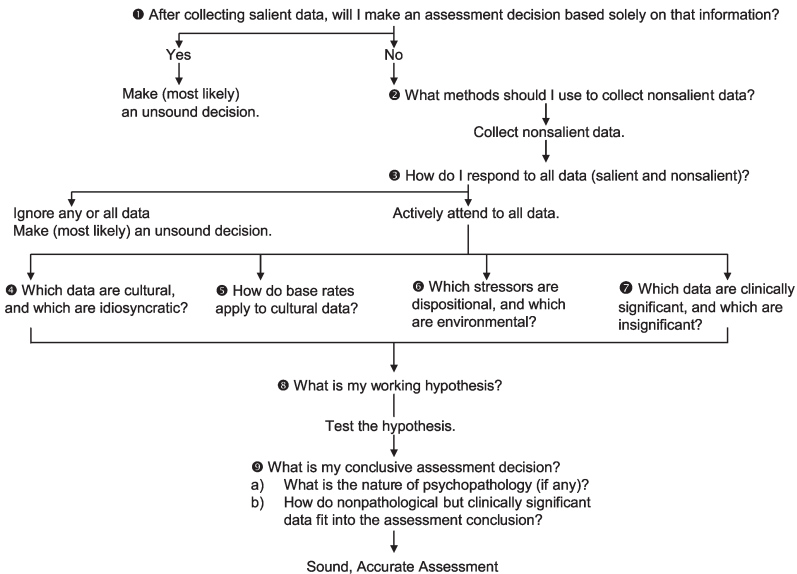 ❶ After collecting salient data, will I make an assessment decision based solely on that information?
Yes
No
Make (most likely)
an unsound decision.
❷ What methods should I use to collect nonsalient data?
Collect nonsalient data.
❸ How do I respond to all data (salient and nonsalient)?
Ignore any or all data
Make (most likely) an unsound decision.
Actively attend to all data.
❹ Which data are cultural,
and which are idiosyncratic?
❺ How do base rates
apply to cultural data?
❻ Which stressors are
dispositional, and which
are environmental?
❼ Which data are clinically
significant, and which are
insignificant?
❽ What is my working hypothesis?
Test the hypothesis.
❾ What is my conclusive assessment decision?
a) What is the nature of psychopathology (if any)?
b) How do nonpathological but clinically significant
data fit into the assessment conclusion?
Sound, Accurate Assessment